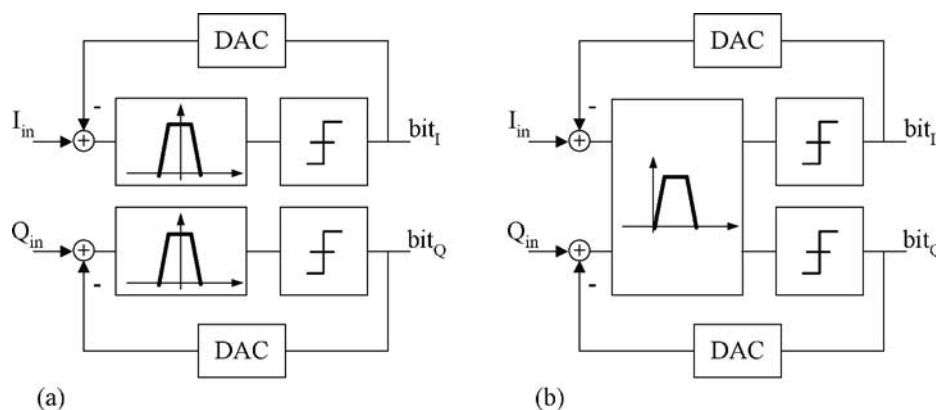 DAC
I_in
-
+
bit_I
Q_in
+
-
bit_Q
DAC
(a)
DAC
I_in
-
+
bit_I
Q_in
+
-
bit_Q
DAC
(b)